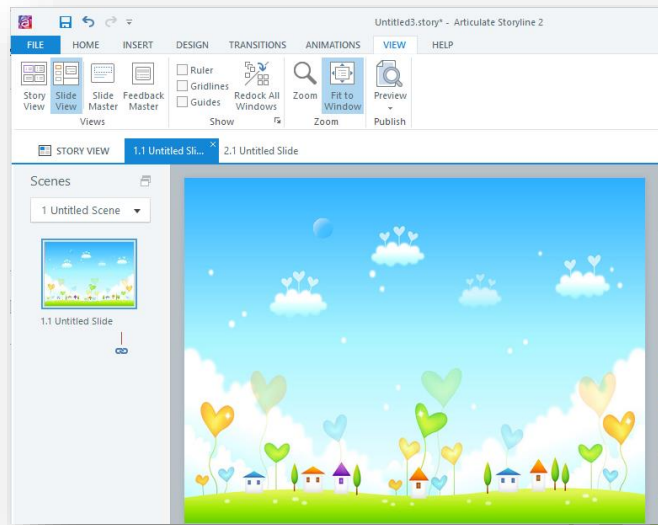 Untitled3.story* - Articulate Storyline 2
FILE HOME INSERT DESIGN TRANSITIONS ANIMATIONS VIEW HELP
Story View
Slide View
Slide Master
Feedback Master
Views
Ruler
Gridlines
Guides
Redock All Windows
Show
Zoom
Fit to Window
Zoom
Preview
Publish
STORY VIEW 1.1 Untitled Sli... 2.1 Untitled Slide
Scenes
1 Untitled Scene
1.1 Untitled Slide